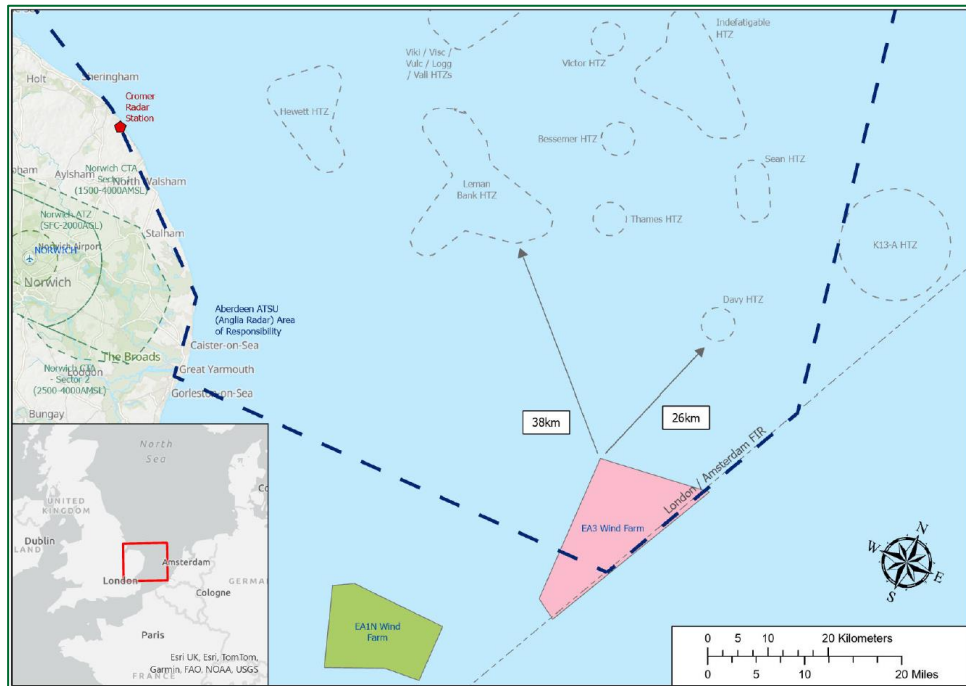 Holt
Sheringham
Cromer
Radar
Station
Viki / Visc /
Vulc / Logg
/ Vall HTZs
Victor HTZ
Indefatigable
HTZ
Hewett HTZ
Bessemer HTZ
Sean HTZ
Norwich CTA
(1500-4000AMSL)
Aylsham
North Walsham
Leman
Bank HTZ
Norwich ATZ
(SFC-2000AGL)
Norwich Airport
NORWICH
Norwich
Stalham
Thames HTZ
K13-A HTZ
Aberdeen ATSU
(Anglia Radar) Area
of Responsibility
Davy HTZ
Caister-on-Sea
The Broads
Great Yarmouth
Norwich CTA
- Sector 2
(2500-4000AMSL)
Gorleston-on-Sea
Bungay
38km
26km
London / Amsterdam FIR
EA3 Wind Farm
EA1N Wind
Farm
North
Sea
UNITED
KINGDOM
Dublin
Amsterdam
London
Cologne
Paris
FRANCE
Esri UK, Esri, TomTom,
Garmin, FAO, NOAA, USGS
N
W
E
S
0 5 10 20 Kilometers
0 5 10 20 Miles